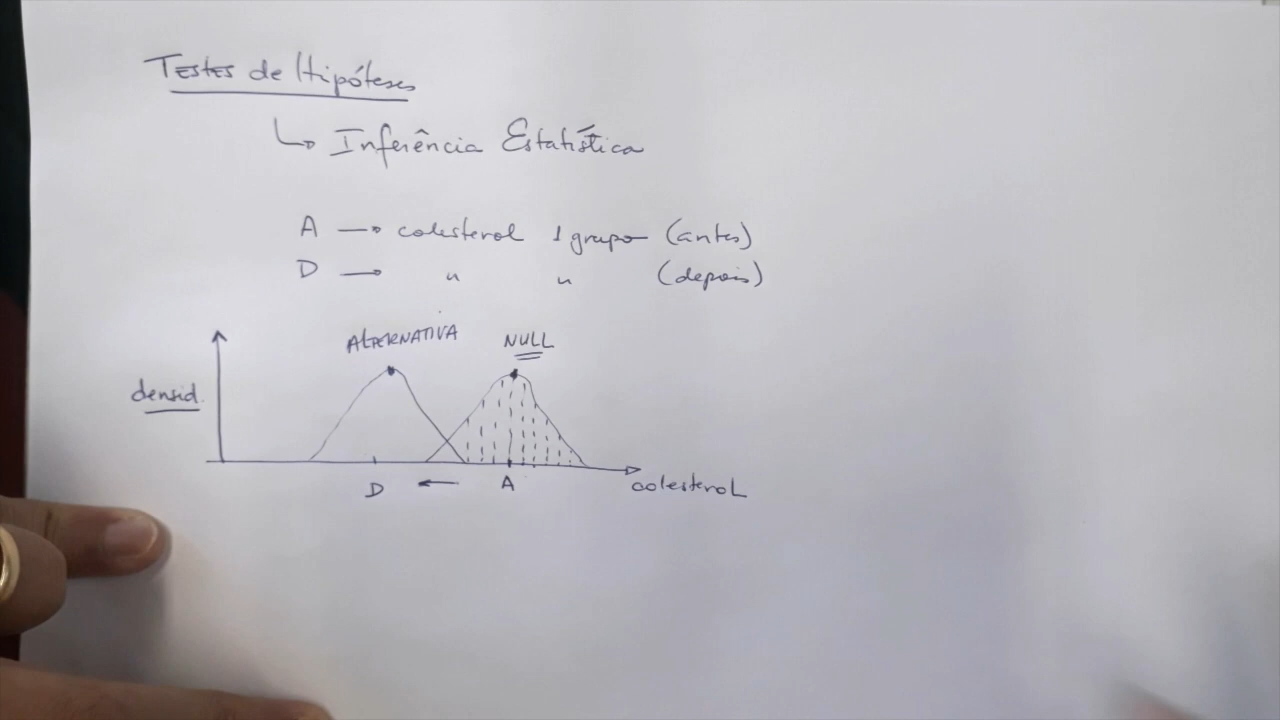 Testes de Hipóteses
↳ Inferência Estatística
A → colesterol 1 grupo (antes)
D → " " (depois)
ALTERNATIVA NULL
densid.
D ← A colesterol